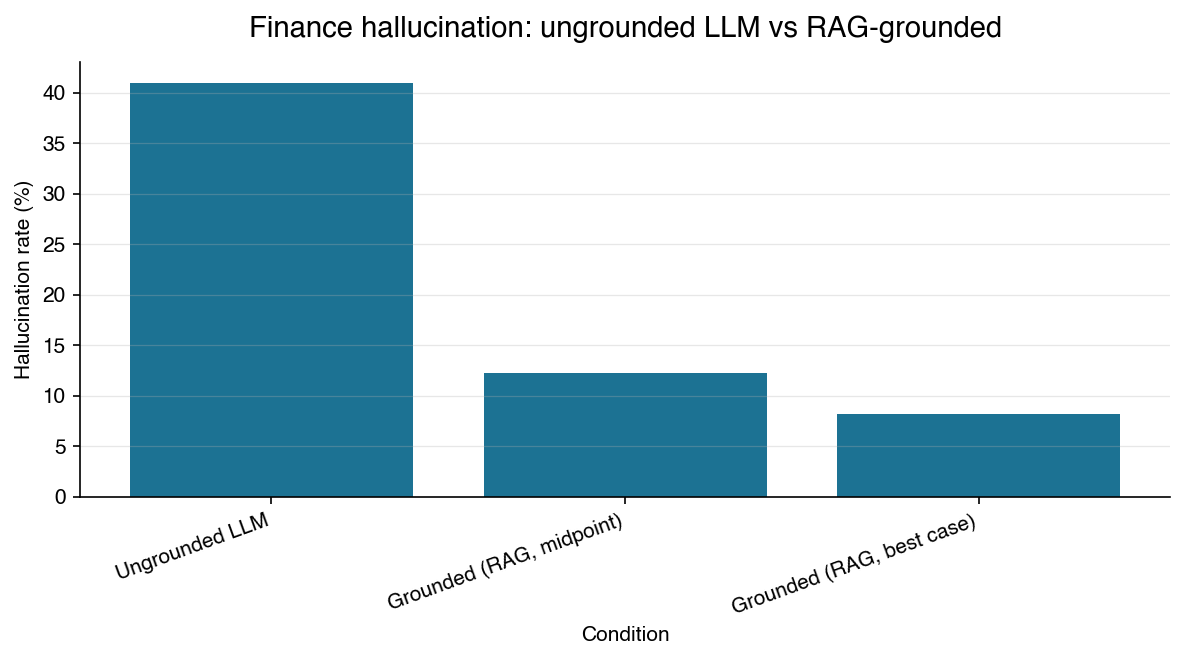 Finance hallucination: ungrounded LLM vs RAG-grounded
Hallucination rate (%)
40
35
30
25
20
15
10
5
0
Ungrounded LLM
Grounded (RAG, midpoint)
Grounded (RAG, best case)
Condition